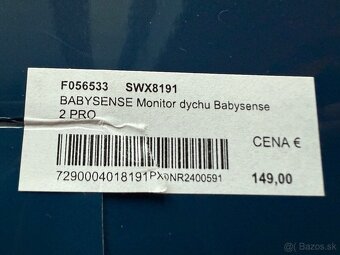 F056533 SWX8191
BABYSENSE Monitor dychu Babysense
2 PRO
CENA €
7290004018191PX0NR2400591
149,00
© Bazos.sk